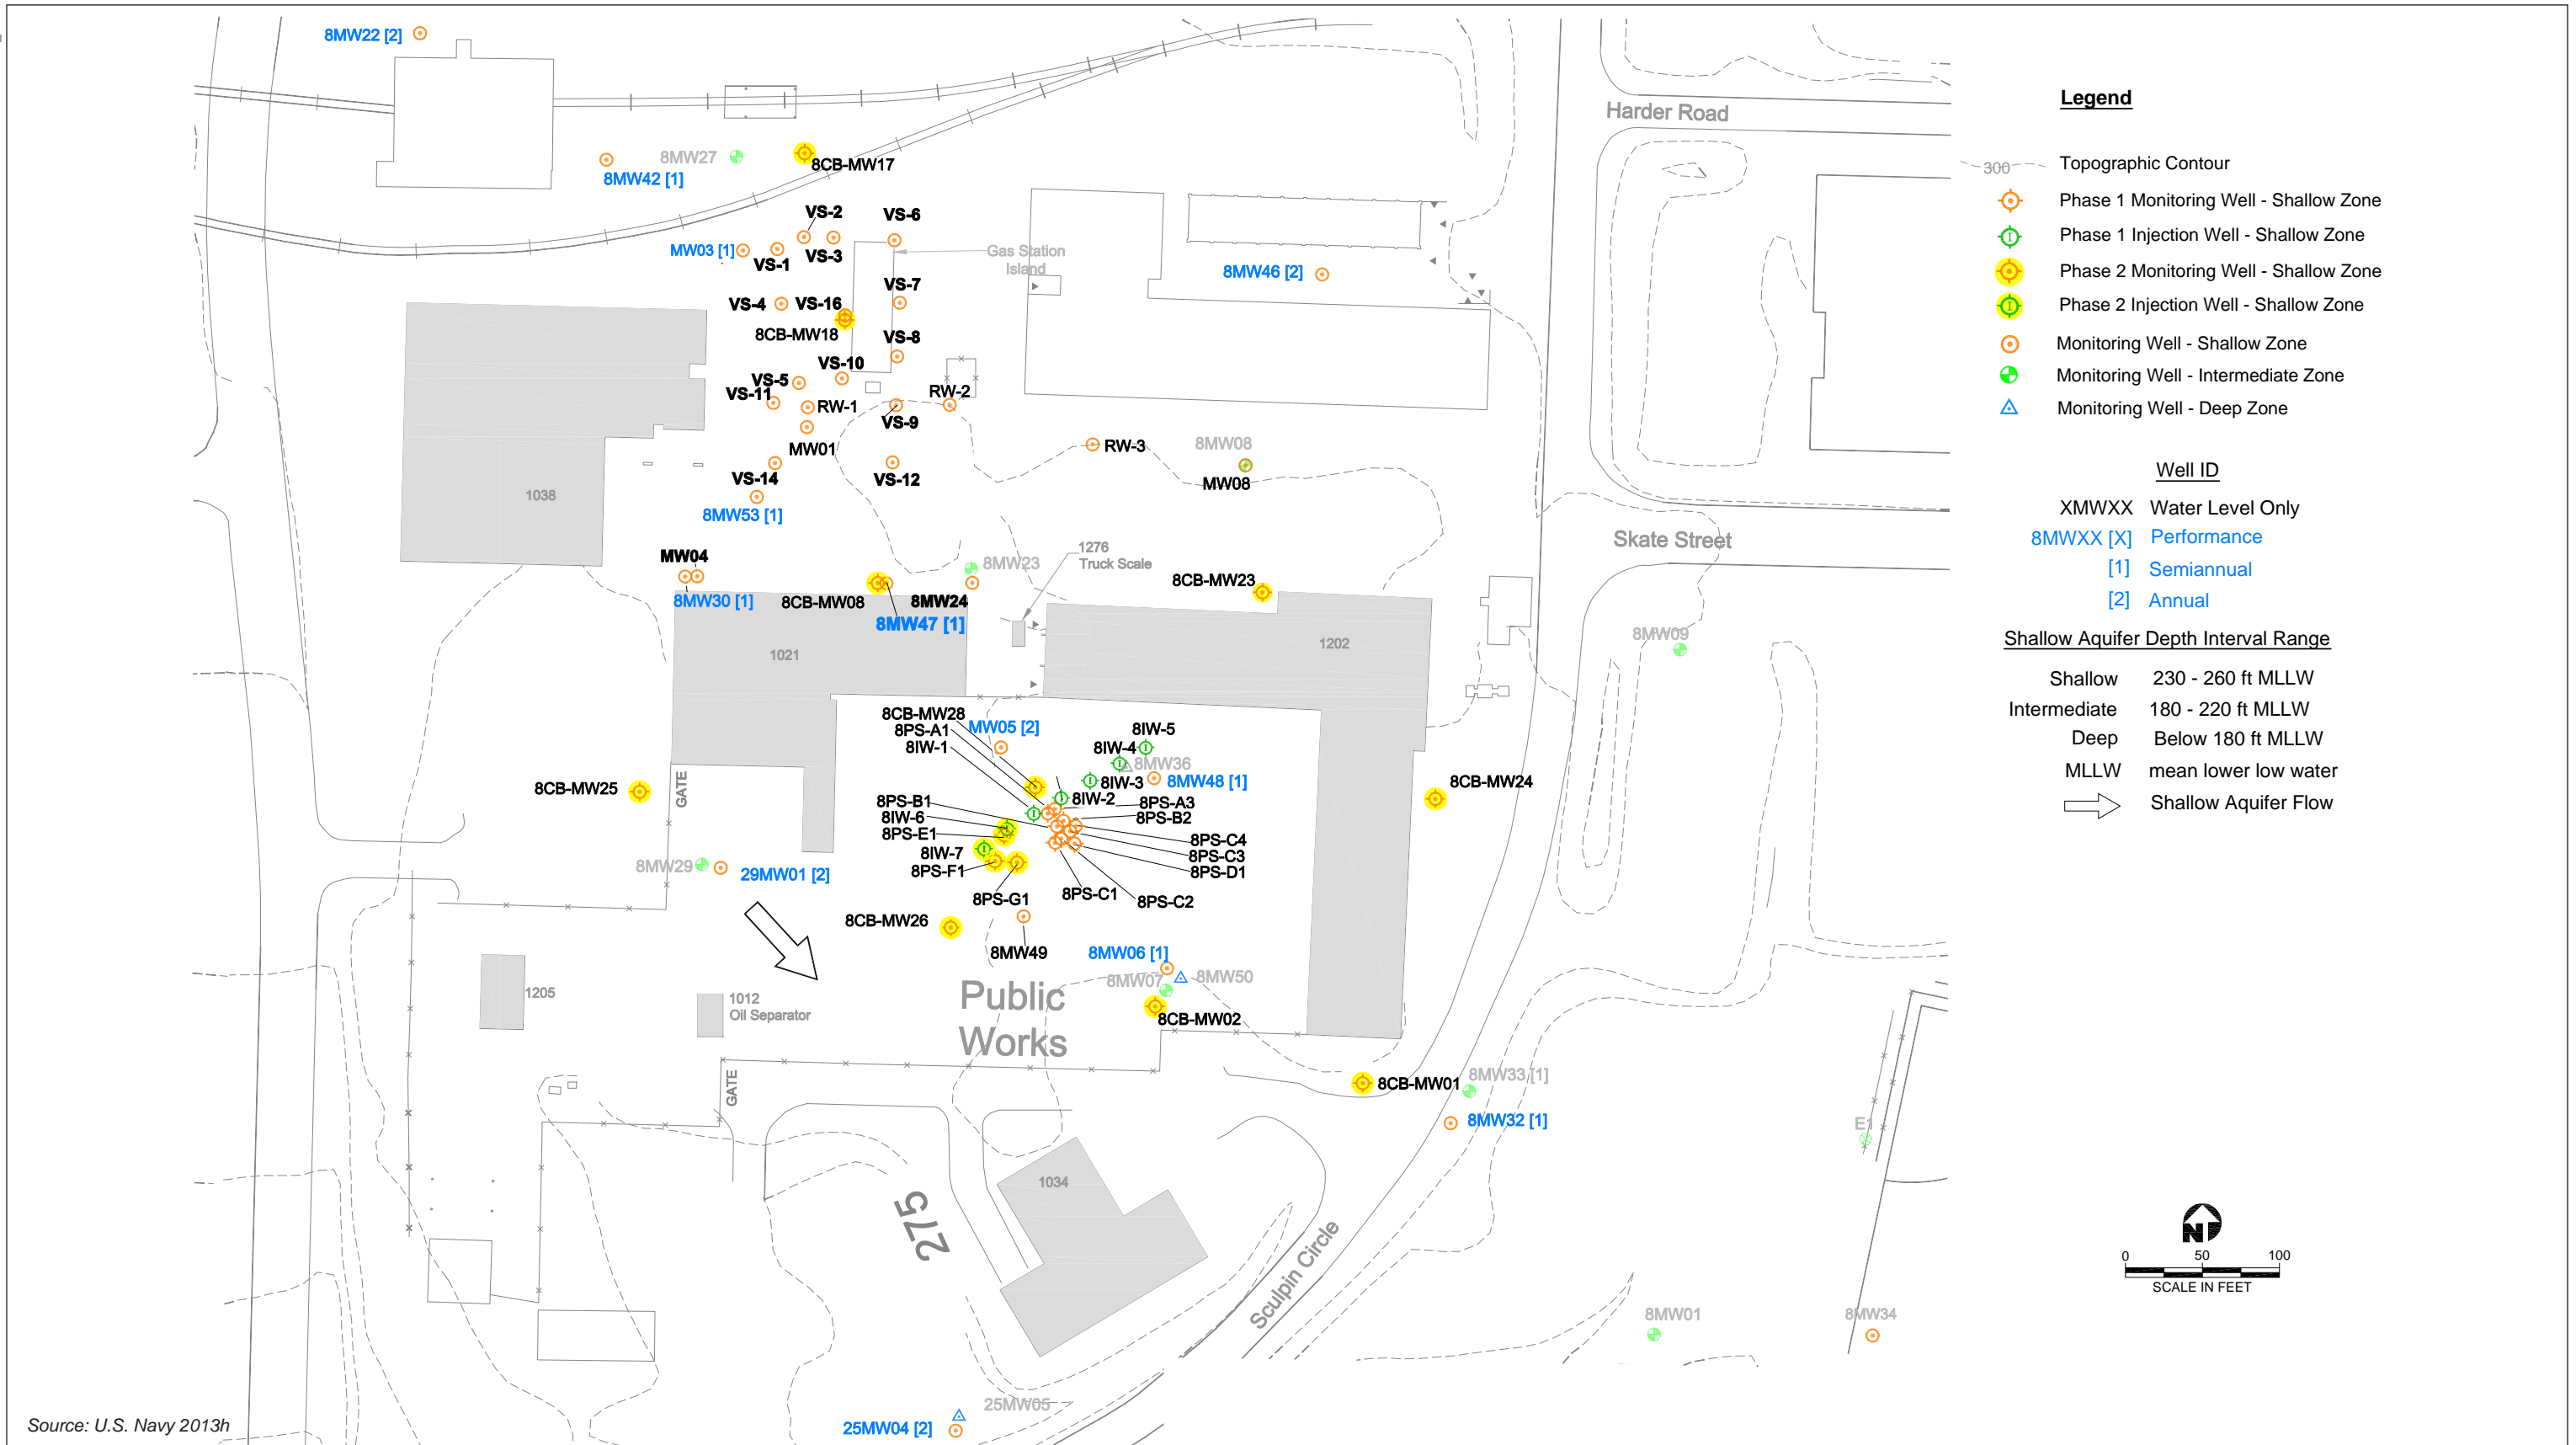 8MW22 [2]
Harder Road
8MW27
8CB-MW17
8MW42 [1]
VS-2
VS-6
MW03 [1]
VS-1
VS-3
Gas Station
Island
8MW46 [2]
VS-7
VS-4
VS-16
8CB-MW18
VS-8
VS-10
VS-5
VS-11
RW-1
RW-2
VS-9
MW01
RW-3
8MW08
MW08
VS-14
VS-12
1038
8MW53 [1]
Skate Street
MW04
8MW30 [1]
8MW23
1276
Truck Scale
8CB-MW08
8MW24
8MW47 [1]
8CB-MW23
1021
1202
8MW09
8CB-MW28
8PS-A1
8IW-1
MW05 [2]
8IW-5
8IW-4
8MW36
8IW-3
8MW48 [1]
8IW-2
8CB-MW25
GATE
8CB-MW24
8PS-B1
8IW-6
8PS-E1
8IW-7
8PS-F1
8PS-A3
8PS-B2
8PS-C4
8PS-C3
8PS-D1
8PS-G1
8PS-C1
8PS-C2
8MW29
29MW01 [2]
8CB-MW26
8MW49
8MW06 [1]
8MW07
8MW50
8CB-MW02
Public
Works
1205
1012
Oil Separator
GATE
8CB-MW01
8MW33 [1]
8MW32 [1]
E1
1034
275
Sculpin Circle
8MW01
8MW34
25MW05
25MW04 [2]
Source: U.S. Navy 2013h
Legend
300
Topographic Contour
Phase 1 Monitoring Well - Shallow Zone
Phase 1 Injection Well - Shallow Zone
Phase 2 Monitoring Well - Shallow Zone
Phase 2 Injection Well - Shallow Zone
Monitoring Well - Shallow Zone
Monitoring Well - Intermediate Zone
Monitoring Well - Deep Zone
Well ID
XMWXX Water Level Only
8MWXX [X] Performance
[1] Semiannual
[2] Annual
Shallow Aquifer Depth Interval Range
Shallow 230 - 260 ft MLLW
Intermediate 180 - 220 ft MLLW
Deep Below 180 ft MLLW
MLLW mean lower low water
Shallow Aquifer Flow
N
0 50 100
SCALE IN FEET